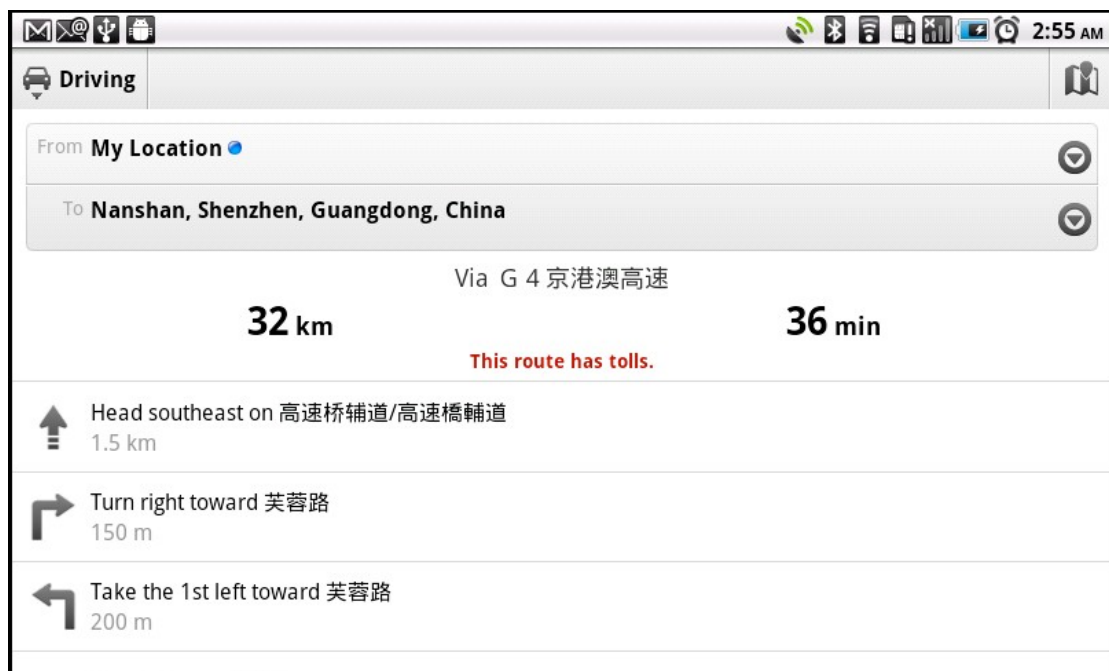 2:55 AM
Driving
From My Location
To Nanshan, Shenzhen, Guangdong, China
Via G 4 京港澳高速
32 km 36 min
This route has tolls.
Head southeast on 高速桥辅道/高速橋輔道
1.5 km
Turn right toward 芙蓉路
150 m
Take the 1st left toward 芙蓉路
200 m